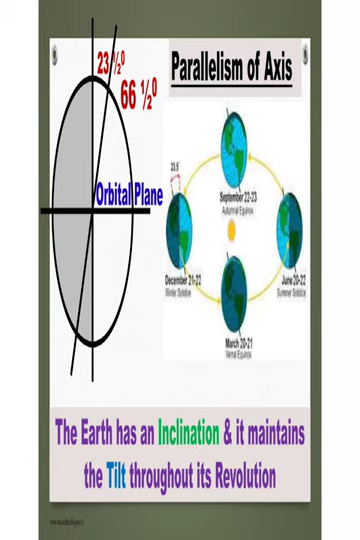 23 ½⁰
66 ½⁰
Parallelism of Axis
Orbital Plane
23.5°
September 22-23
Autumnal Equinox
December 21-22
Winter Solstice
June 20-22
Summer Solstice
March 20-21
Vernal Equinox
The Earth has an Inclination & it maintains
the Tilt throughout its Revolution